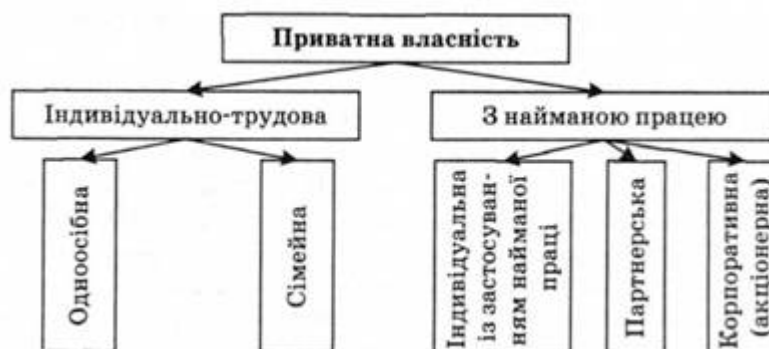 Приватна власність
Індивідуально-трудова
З найманою працею
Одноосібна
Сімейна
Індивідуальна
із застосуван-
ням найманої
праці
Партнерська
Корпоративна
(акціонерна)